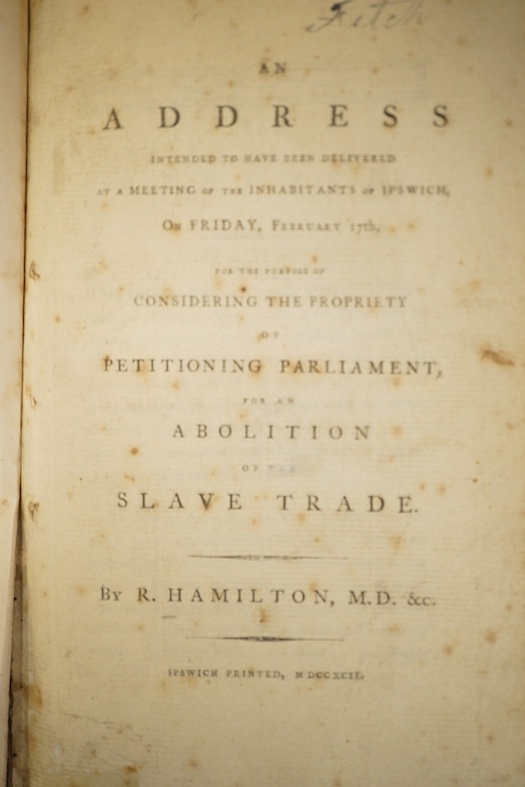 Fitch
AN
ADDRESS
INTENDED TO HAVE BEEN DELIVERED
AT A MEETING OF THE INHABITANTS OF IPSWICH,
ON FRIDAY, FEBRUARY 17th,
FOR THE PURPOSE OF
CONSIDERING THE PROPRIETY
OF
PETITIONING PARLIAMENT,
FOR AN
ABOLITION
OF THE
SLAVE TRADE.
BY R. HAMILTON, M.D. &c.
IPSWICH PRINTED, MDCCXCII.